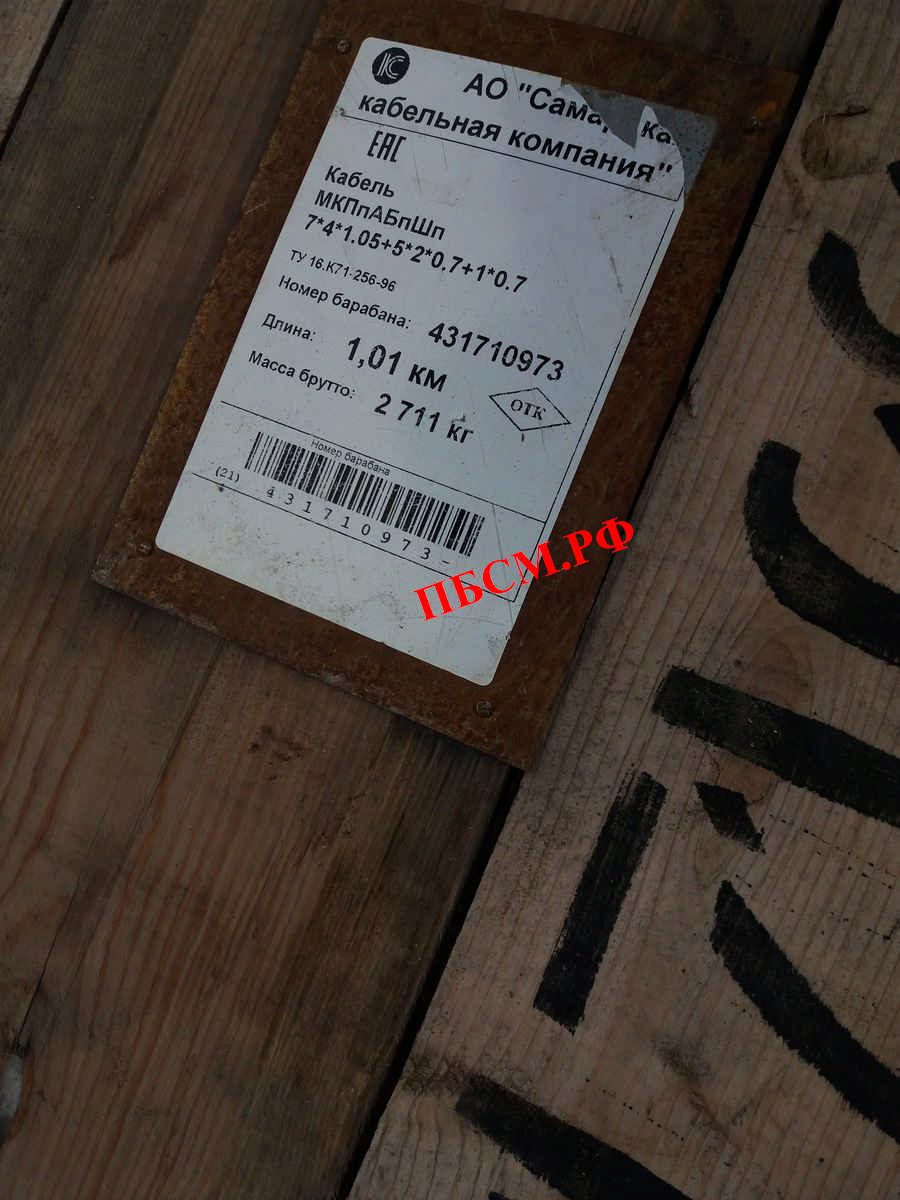 АО "Сама
ка
кабельная компания"
ЕАС
Кабель
МКПпАБпШп
7*4*1.05+5*2*0.7+1*0.7
ТУ 16.К71-256-96
Номер барабана: 431710973
Длина: 1,01 км
Масса брутто: 2 711 кг
ОТК
Номер барабана
(21) 431710973-
ПБСМ.РФ